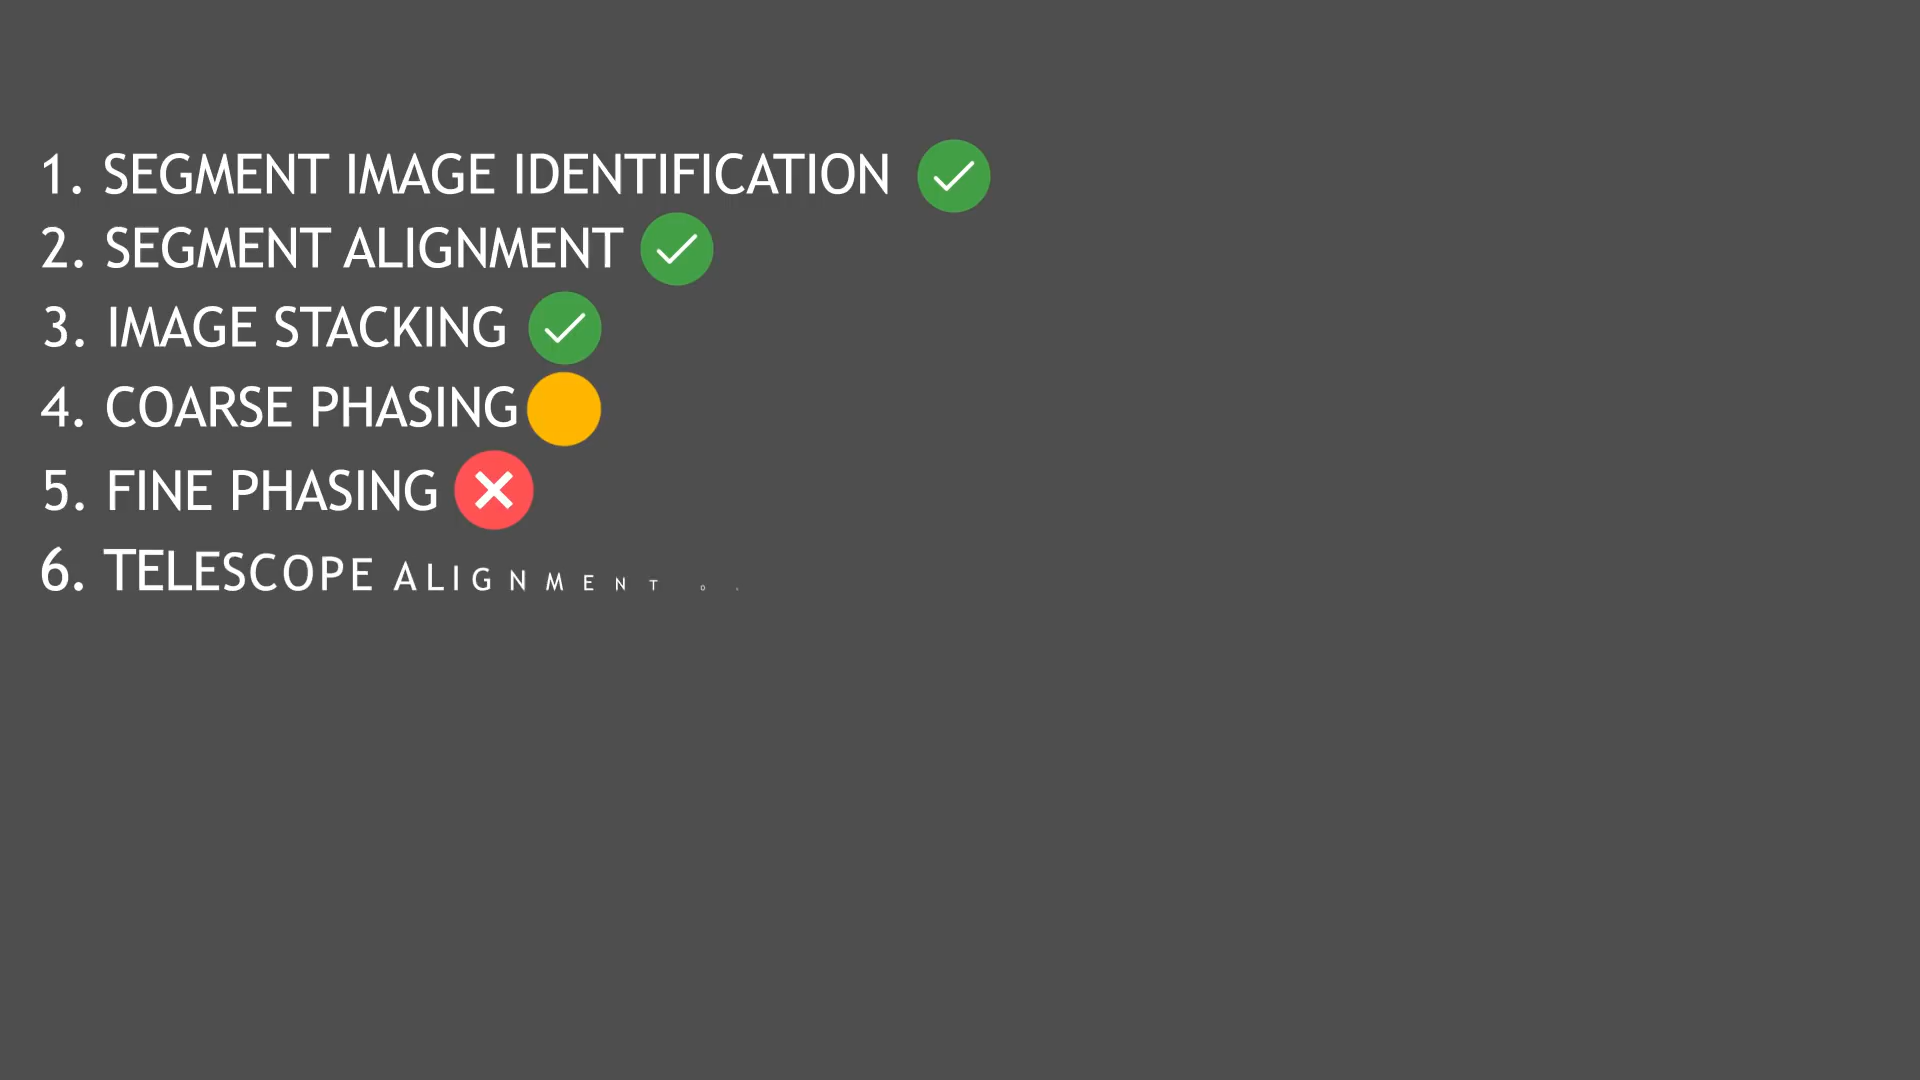 1. SEGMENT IMAGE IDENTIFICATION
2. SEGMENT ALIGNMENT
3. IMAGE STACKING
4. COARSE PHASING
5. FINE PHASING
6. TELESCOPE ALIGNMENT